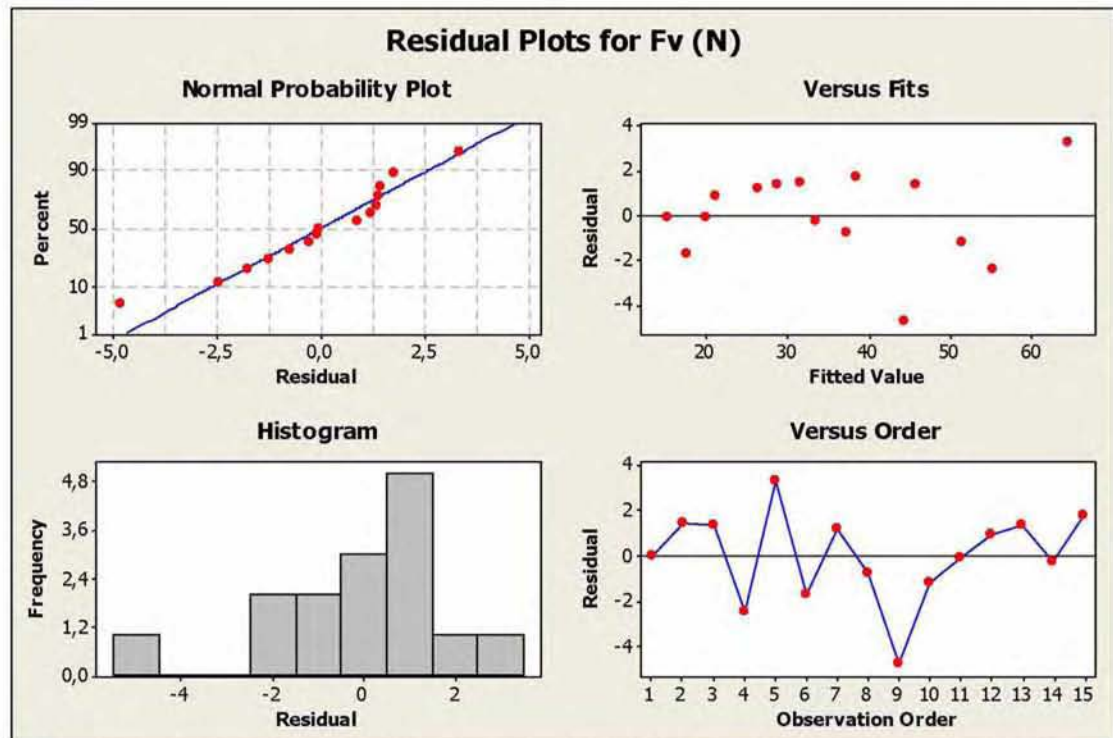 Residual Plots for Fv (N)
Normal Probability Plot
99
90
50
10
1
Percent
-5,0 -2,5 0,0 2,5 5,0
Residual
Versus Fits
4
2
0
-2
-4
Residual
20 30 40 50 60
Fitted Value
Histogram
4,8
3,6
2,4
1,2
0,0
Frequency
-4 -2 0 2
Residual
Versus Order
4
2
0
-2
-4
Residual
1 2 3 4 5 6 7 8 9 10 11 12 13 14 15
Observation Order